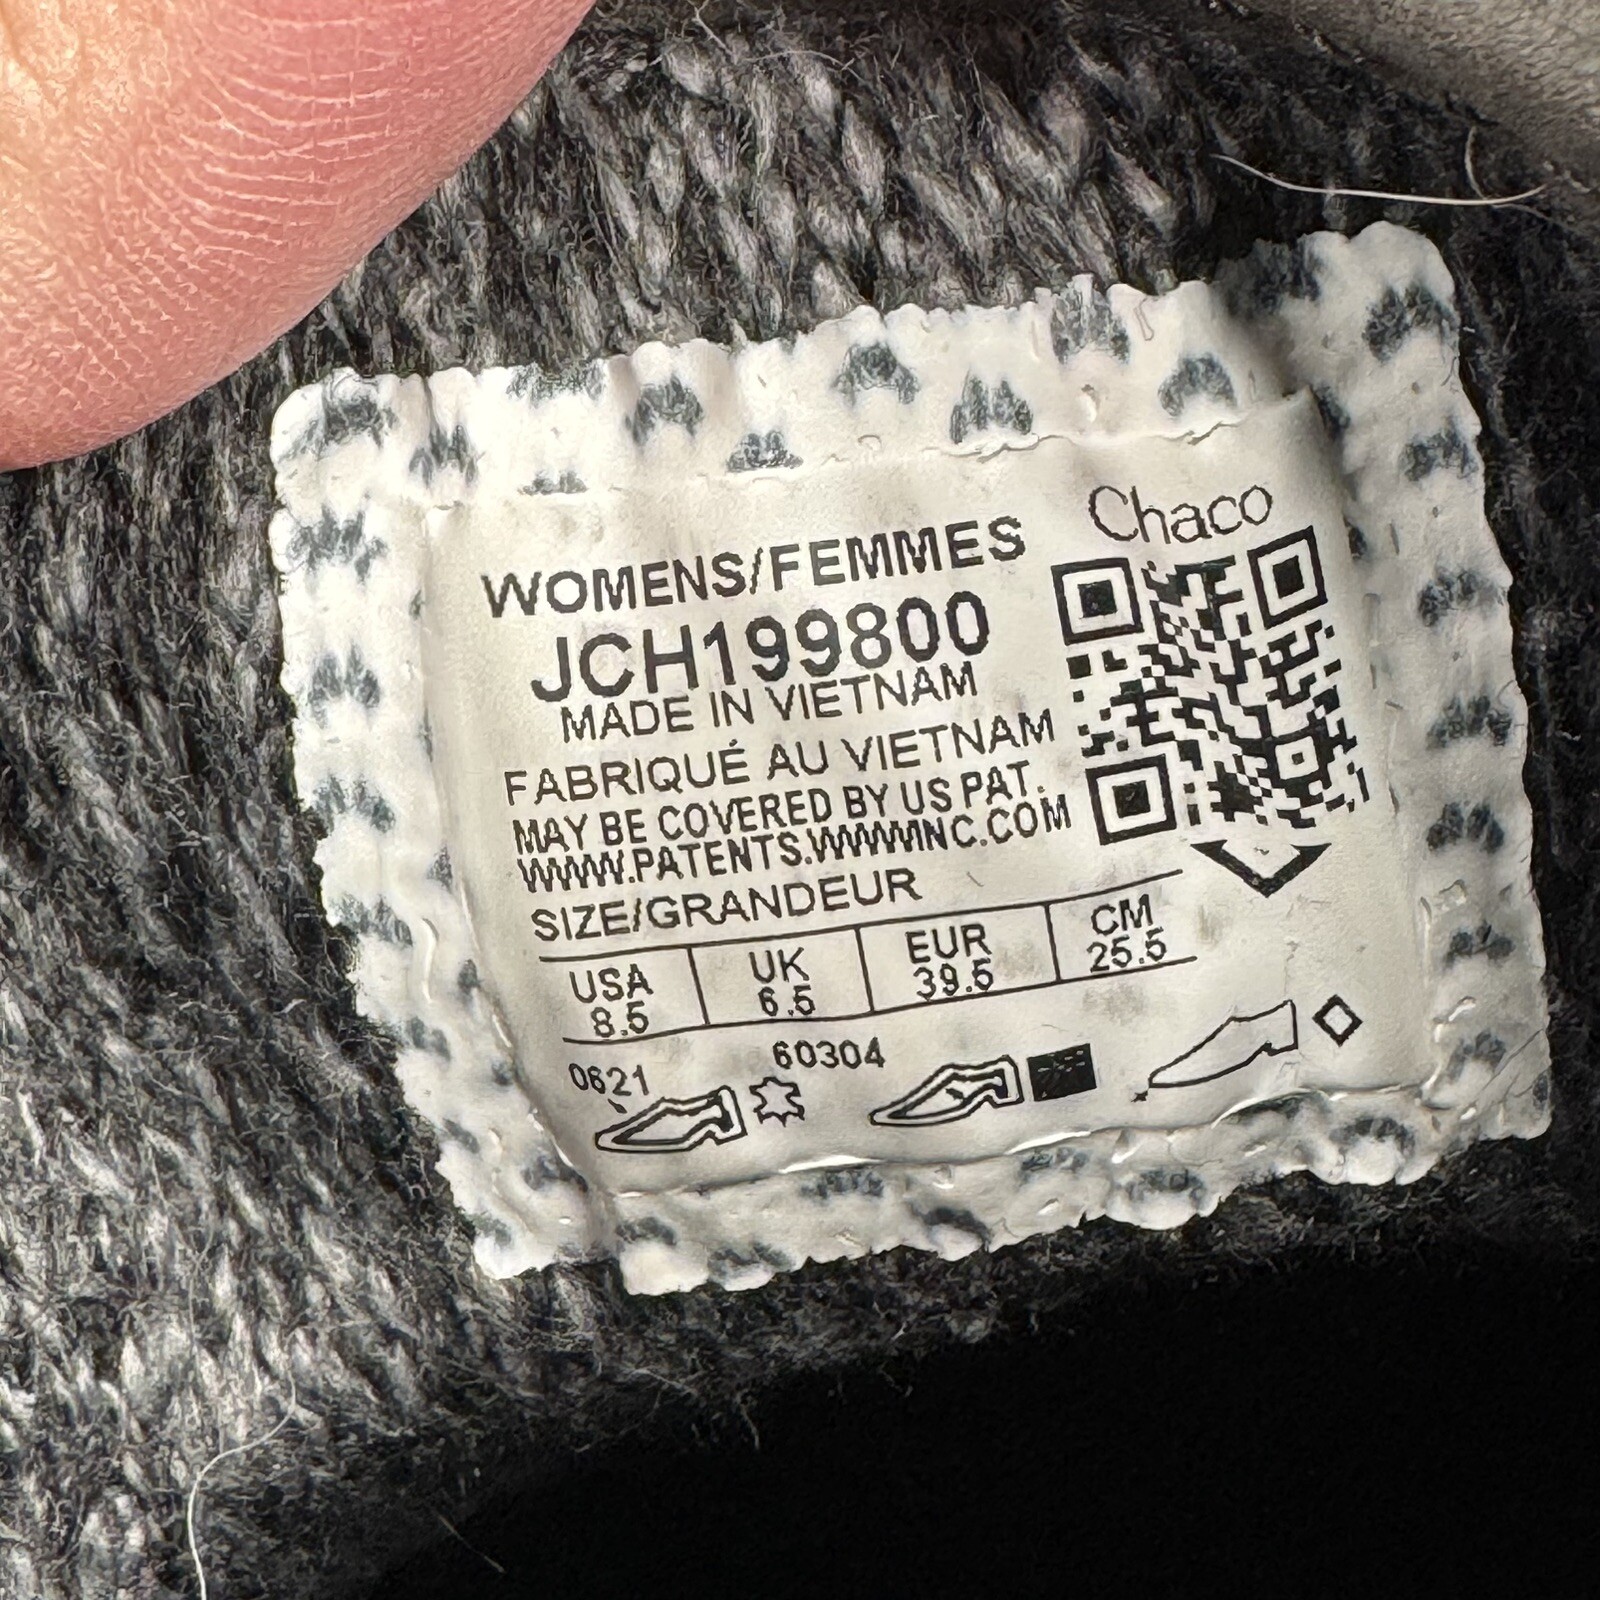 Chaco
WOMENS/FEMMES
JCH199800
MADE IN VIETNAM
FABRIQUÉ AU VIETNAM
MAY BE COVERED BY US PAT.
WWW.PATENTS.WWWINC.COM
SIZE/GRANDEUR
USA UK EUR CM
8.5 6.5 39.5 25.5
0621 60304